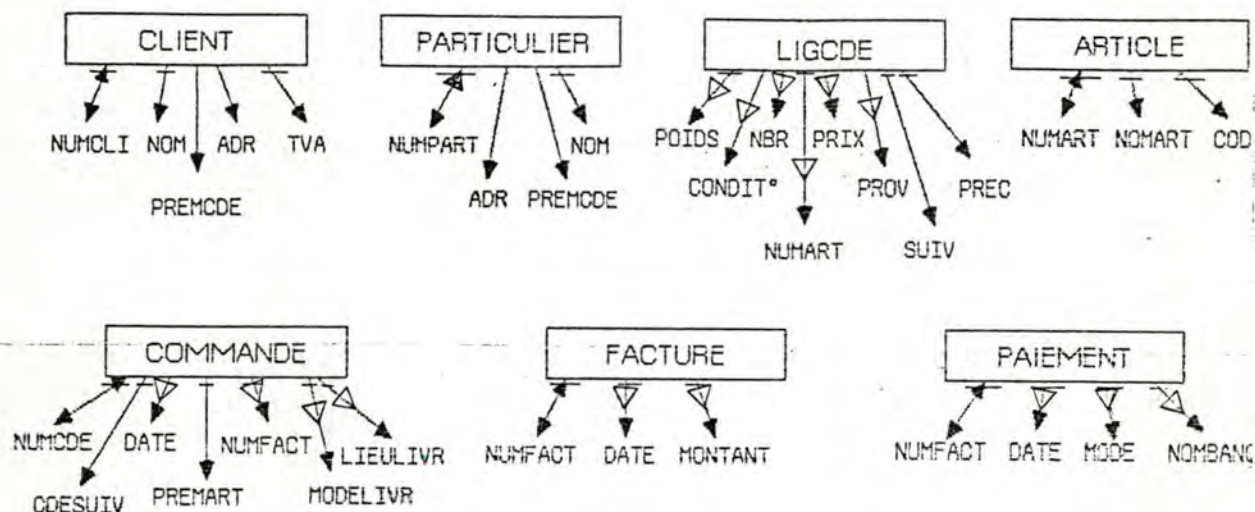 CLIENT PARTICULIER LIGCDE ARTICLE
NUMCLI NOM ADR TVA NUMPART NOM POIDS NBR PRIX NUMART NOMART COD
CONDIT° PROV PREC
PREMCDE ADR PREMCDE
NUMART SUIV
COMMANDE FACTURE PAIEMENT
NUMCDE DATE NUMFACT LIEULIVR NUMFACT DATE MONTANT NUMFACT DATE MODE NOMBANC
CDESUIV PREMART MODELIVR